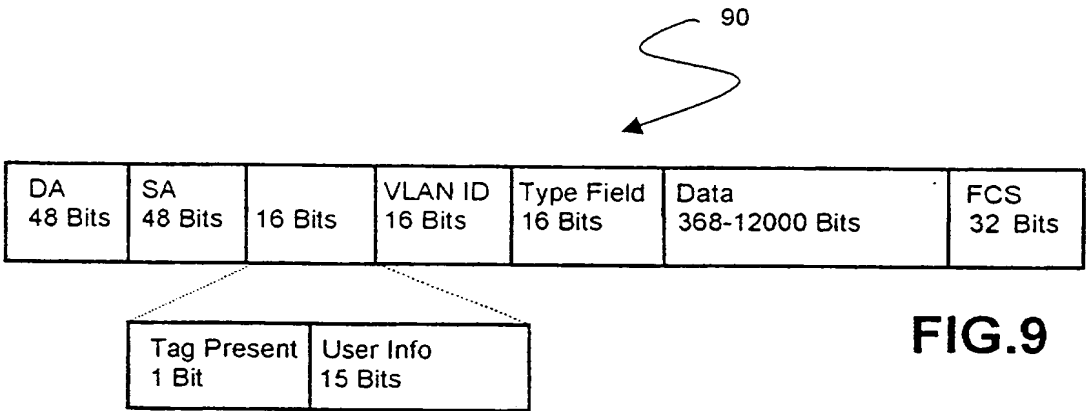 90
DA
48 Bits
SA
48 Bits
16 Bits
VLAN ID
16 Bits
Type Field
16 Bits
Data
368-12000 Bits
FCS
32 Bits
Tag Present
1 Bit
User Info
15 Bits
FIG.9